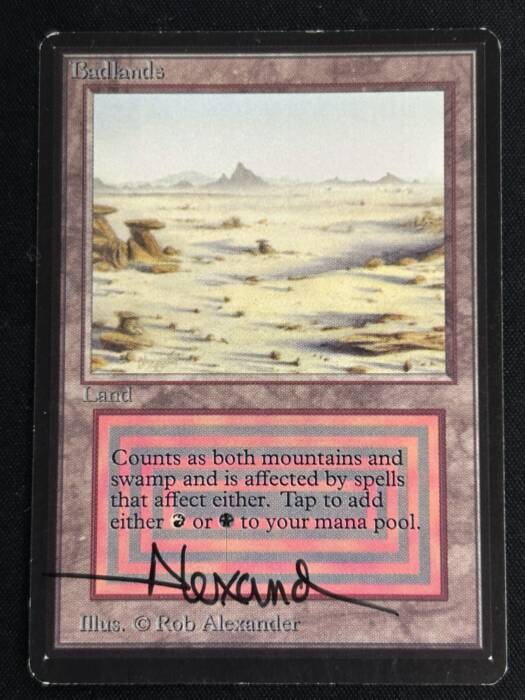 Badlands
Land
Counts as both mountains and
swamp and is affected by spells
that affect either. Tap to add
either or to your mana pool.
Illus. © Rob Alexander